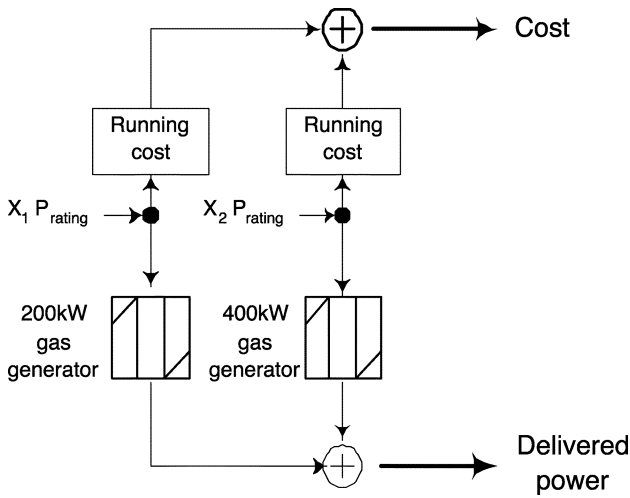 Cost
Running
cost
Running
cost
X₁ Prating
X₂ Prating
200kW
gas
generator
400kW
gas
generator
Delivered
power